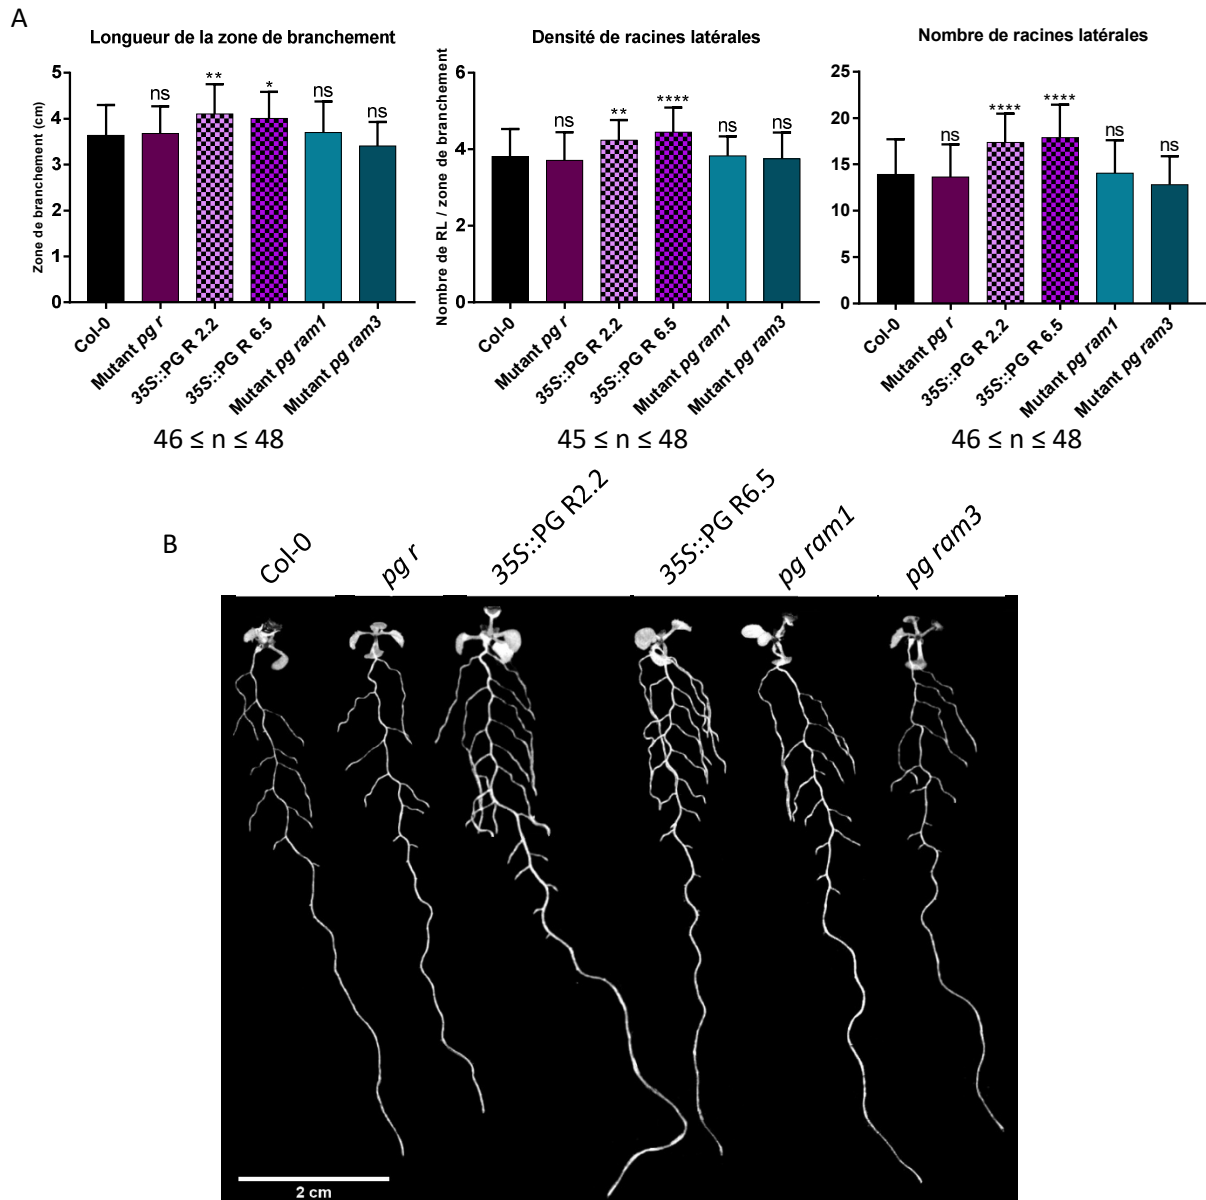 A
Longueur de la zone de branchement
Zone de branchement (cm)
5
4
3
2
1
0
ns
**
*
ns
ns
Col-0
Mutant pg r
35S::PG R 2.2
35S::PG R 6.5
Mutant pg ram1
Mutant pg ram3
46 ≤ n ≤ 48
Densité de racines latérales
Nombre de RL / zone de branchement
6
4
2
0
ns
**
****
ns
ns
Col-0
Mutant pg r
35S::PG R 2.2
35S::PG R 6.5
Mutant pg ram1
Mutant pg ram3
45 ≤ n ≤ 48
Nombre de racines latérales
25
20
15
10
5
0
ns
****
****
ns
ns
Col-0
Mutant pg r
35S::PG R 2.2
35S::PG R 6.5
Mutant pg ram1
Mutant pg ram3
46 ≤ n ≤ 48
B
Col-0
pg r
35S::PG R2.2
35S::PG R6.5
pg ram1
pg ram3
2 cm